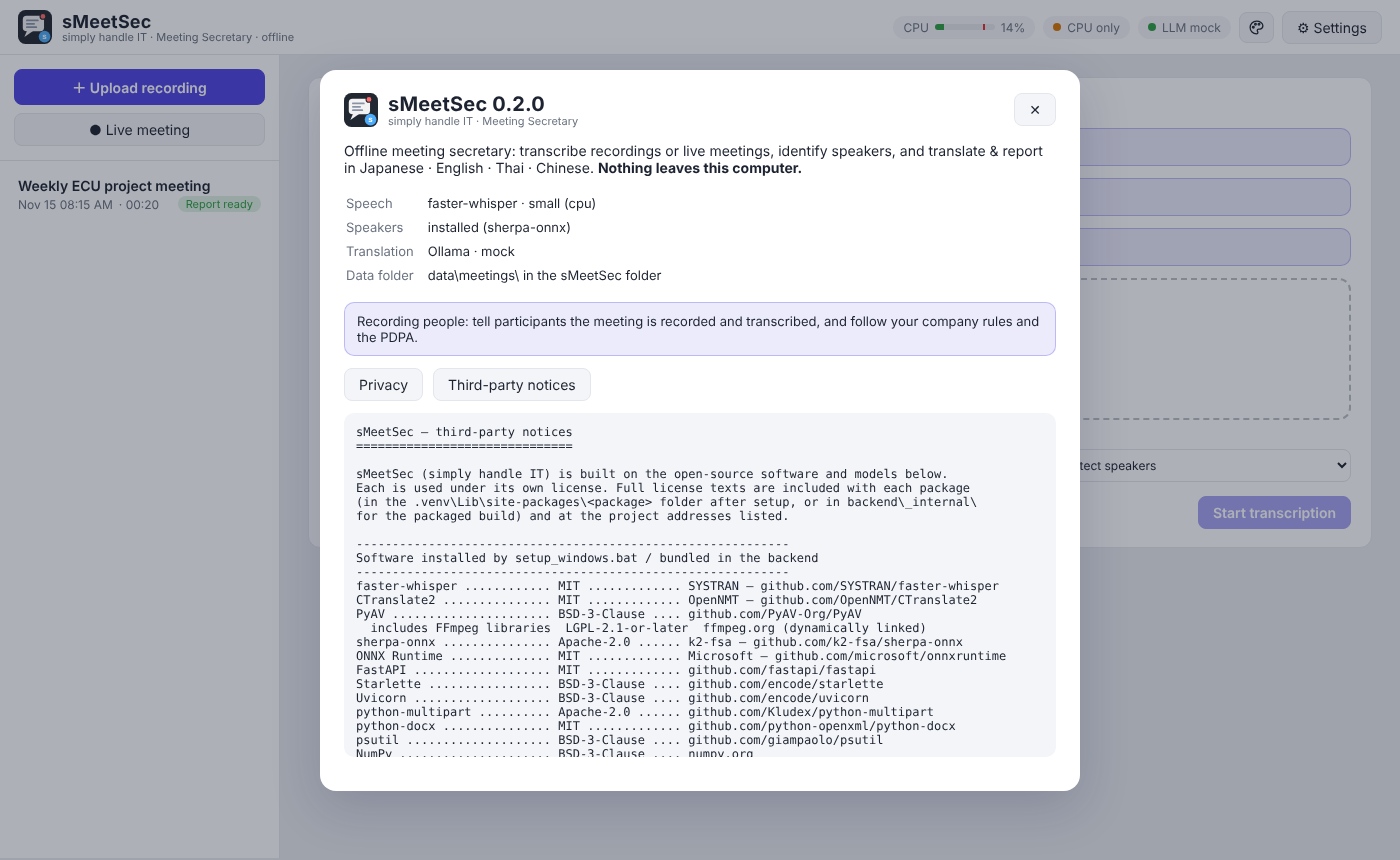 sMeetSec
simply handle IT · Meeting Secretary · offline
CPU 14%
CPU only
LLM mock
⚙ Settings
+ Upload recording
● Live meeting
Weekly ECU project meeting
Nov 15 08:15 AM · 00:20 Report ready
sMeetSec 0.2.0
simply handle IT · Meeting Secretary
✕
Offline meeting secretary: transcribe recordings or live meetings, identify speakers, and translate & report
in Japanese · English · Thai · Chinese. Nothing leaves this computer.
Speech faster-whisper · small (cpu)
Speakers installed (sherpa-onnx)
Translation Ollama · mock
Data folder data\meetings\ in the sMeetSec folder
Recording people: tell participants the meeting is recorded and transcribed, and follow your company rules and
the PDPA.
Privacy
Third-party notices
sMeetSec — third-party notices
==============================
sMeetSec (simply handle IT) is built on the open-source software and models below.
Each is used under its own license. Full license texts are included with each package
(in the .venv\Lib\site-packages\<package> folder after setup, or in backend\_internal\
for the packaged build) and at the project addresses listed.
------------------------------------------------------------
Software installed by setup_windows.bat / bundled in the backend
------------------------------------------------------------
faster-whisper ............ MIT ............. SYSTRAN — github.com/SYSTRAN/faster-whisper
CTranslate2 ............... MIT ............. OpenNMT — github.com/OpenNMT/CTranslate2
PyAV ...................... BSD-3-Clause .... github.com/PyAV-Org/PyAV
includes FFmpeg libraries LGPL-2.1-or-later ffmpeg.org (dynamically linked)
sherpa-onnx ............... Apache-2.0 ...... k2-fsa — github.com/k2-fsa/sherpa-onnx
ONNX Runtime .............. MIT ............. Microsoft — github.com/microsoft/onnxruntime
FastAPI ................... MIT ............. github.com/fastapi/fastapi
Starlette ................. BSD-3-Clause .... github.com/encode/starlette
Uvicorn ................... BSD-3-Clause .... github.com/encode/uvicorn
python-multipart .......... Apache-2.0 ...... github.com/Kludex/python-multipart
python-docx ............... MIT ............. github.com/python-openxml/python-docx
psutil .................... BSD-3-Clause .... github.com/giampaolo/psutil
NumPy ..................... BSD-3-Clause .... numpy.org
tect speakers
Start transcription